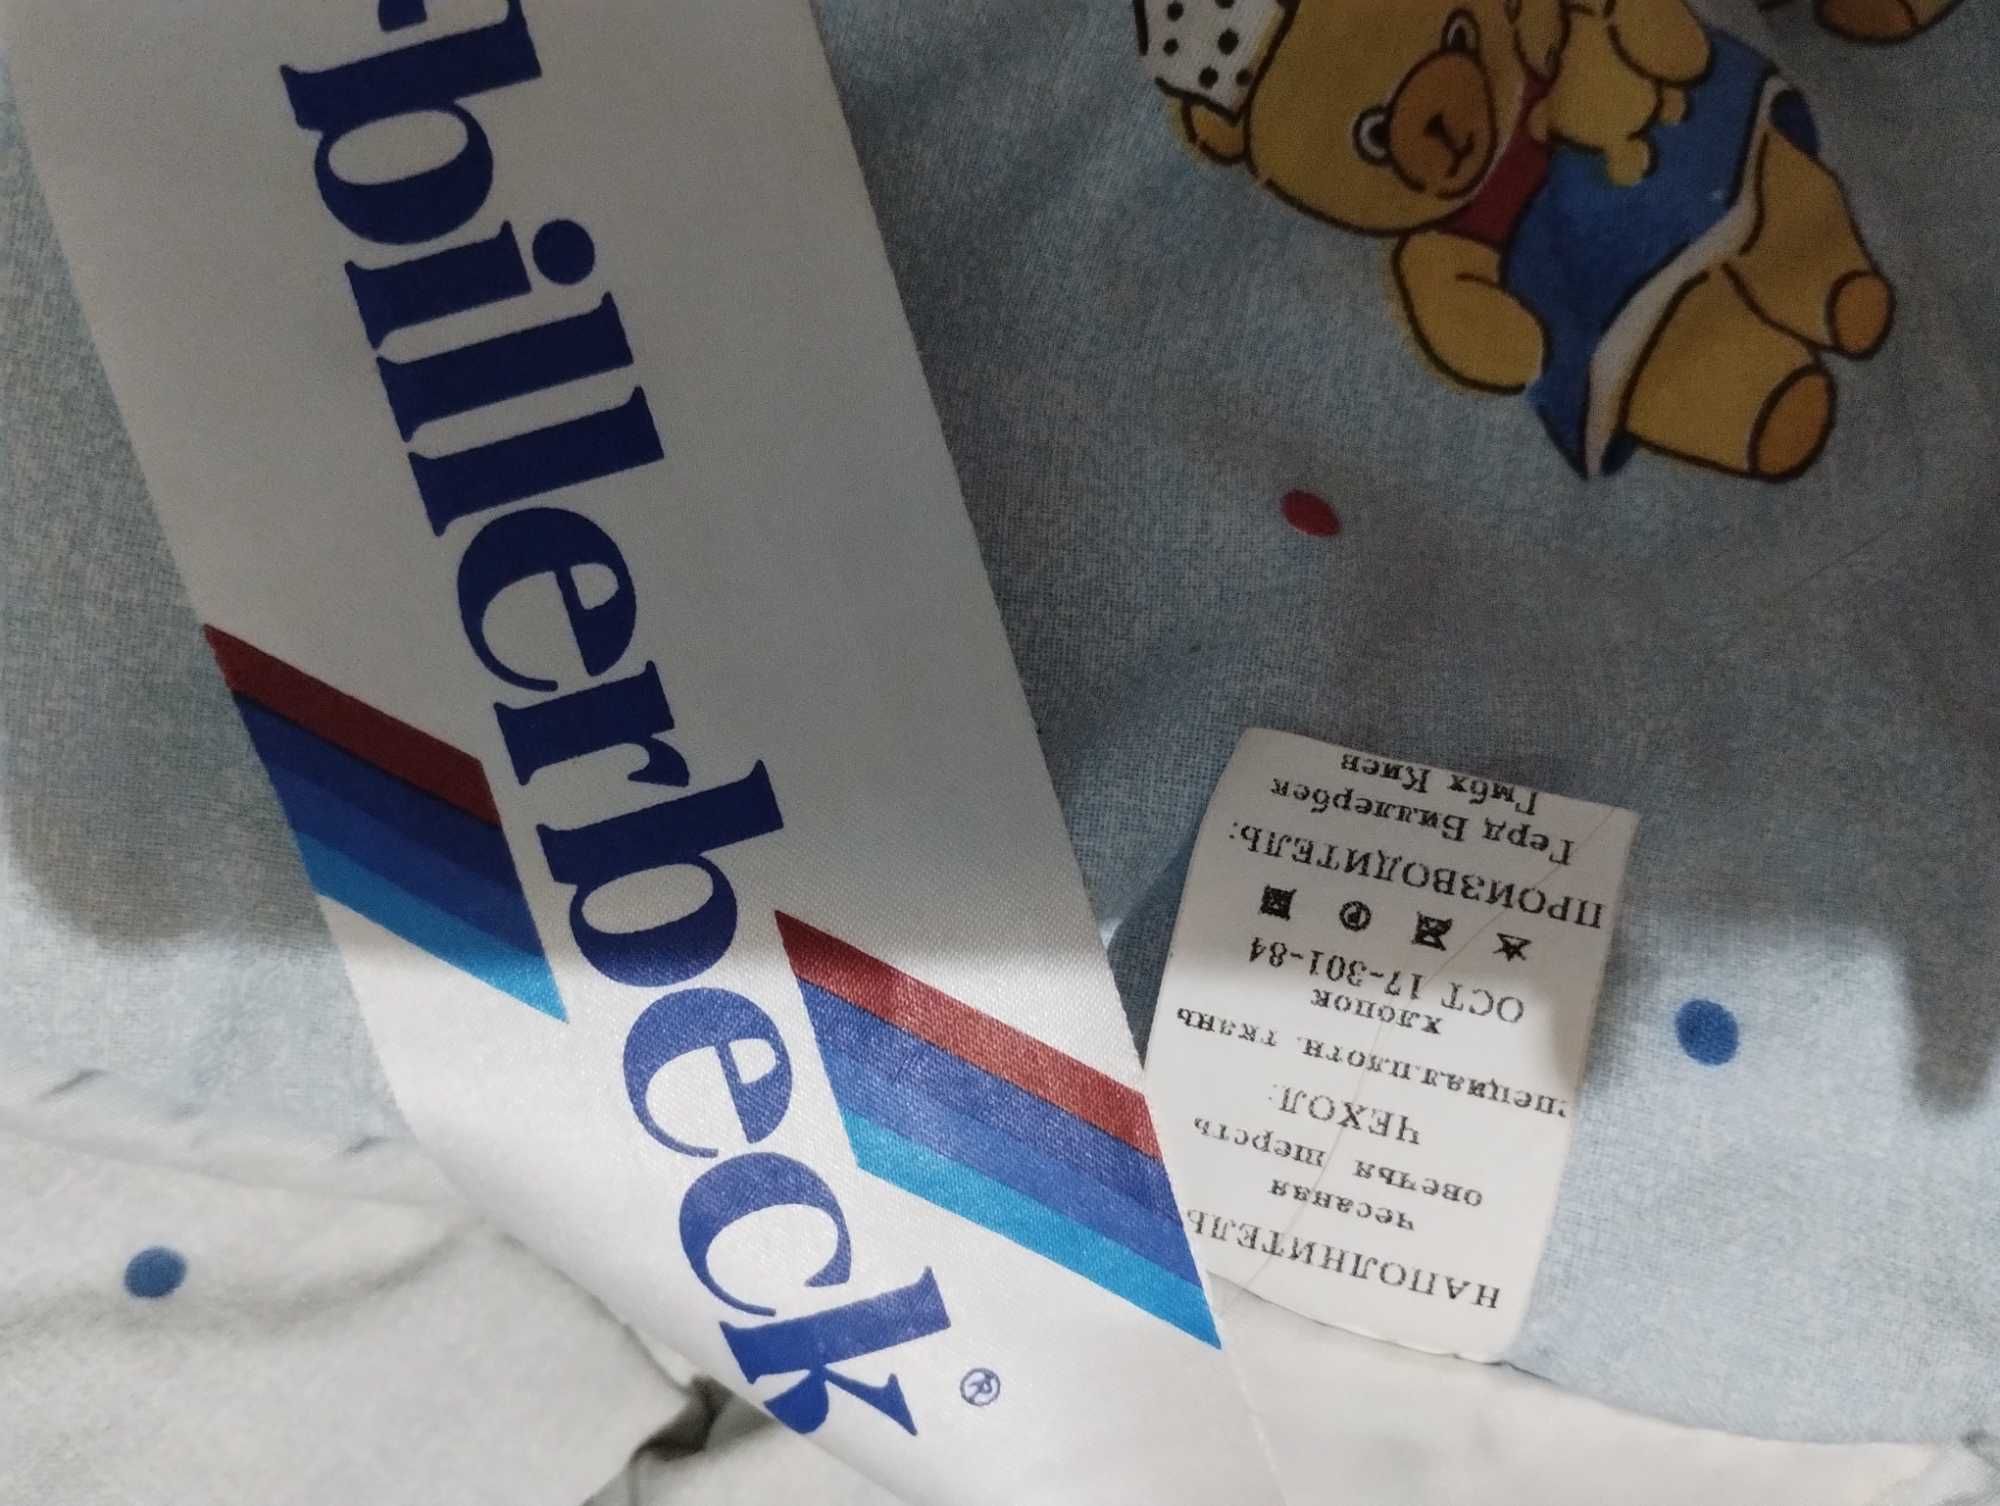 billerbeck®
НАПОЛНИТЕЛЬ
чесаная
овечья шерсть
ЧЕХОЛ:
специал.плотн. ткань
хлопок
ОСТ 17-301-84
P
ПРОИЗВОДИТЕЛЬ:
Герд Биллербек
Гмбх Киев